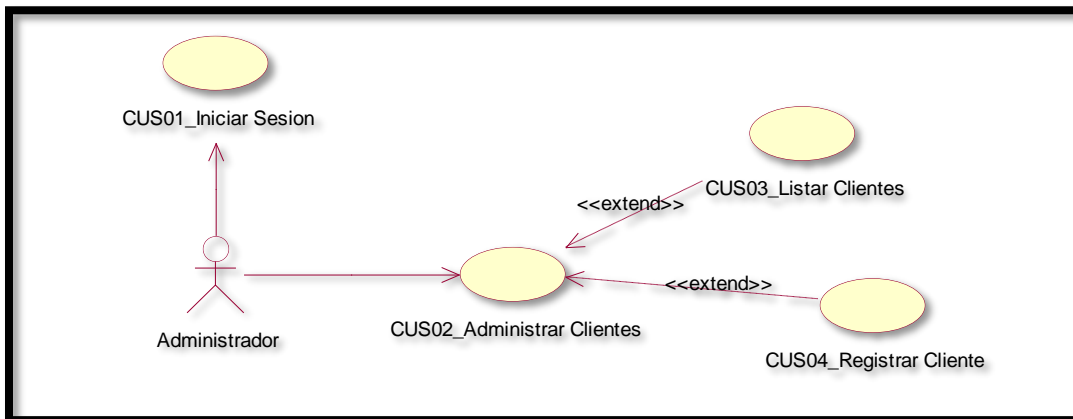 CUS01_Iniciar Sesion
CUS03_Listar Clientes
<<extend>>
<<extend>>
CUS02_Administrar Clientes
Administrador
CUS04_Registrar Cliente